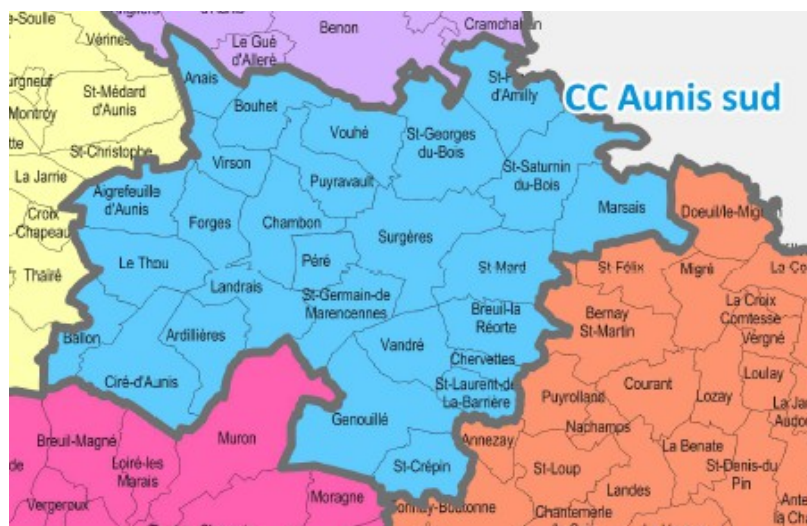 e-Soulle
Vérines
Le Gué
d'Alleré
Benon
Cramchaban
Anais
St-Médard
d'Aunis
Bouhet
Montroy
CC Aunis sud
d'Amilly
Vouhé
St-Georges
du-Bois
St-Christophe
Virson
Puyravault
St-Saturnin
du-Bois
La Jarrie
Aigrefeuille
d'Aunis
Croix
Chapeau
Forges
Chambon
Surgères
Marsais
Doeuil/le-Mignon
Thairé
Le Thou
Péré
St-Mard
St-Félix
Migré
Landrais
St-Germain-de
Marencennes
Breuil-la
Réorte
Bernay
St-Martin
La Croix
Comtesse
Vergné
Ballon
Ardillières
Vandré
Chervettes
Ciré-d'Aunis
St-Laurent-de
La-Barrière
Puyrolland
Courant
Loulay
Lozay
Genouillé
Nachamps
Breuil-Magné
Muron
Annezay
La Benate
Loiré-les
Marais
St-Crépin
St-Loup
St-Denis-du
Pin
Vergeroux
Moragne
Landes
Chantemerle